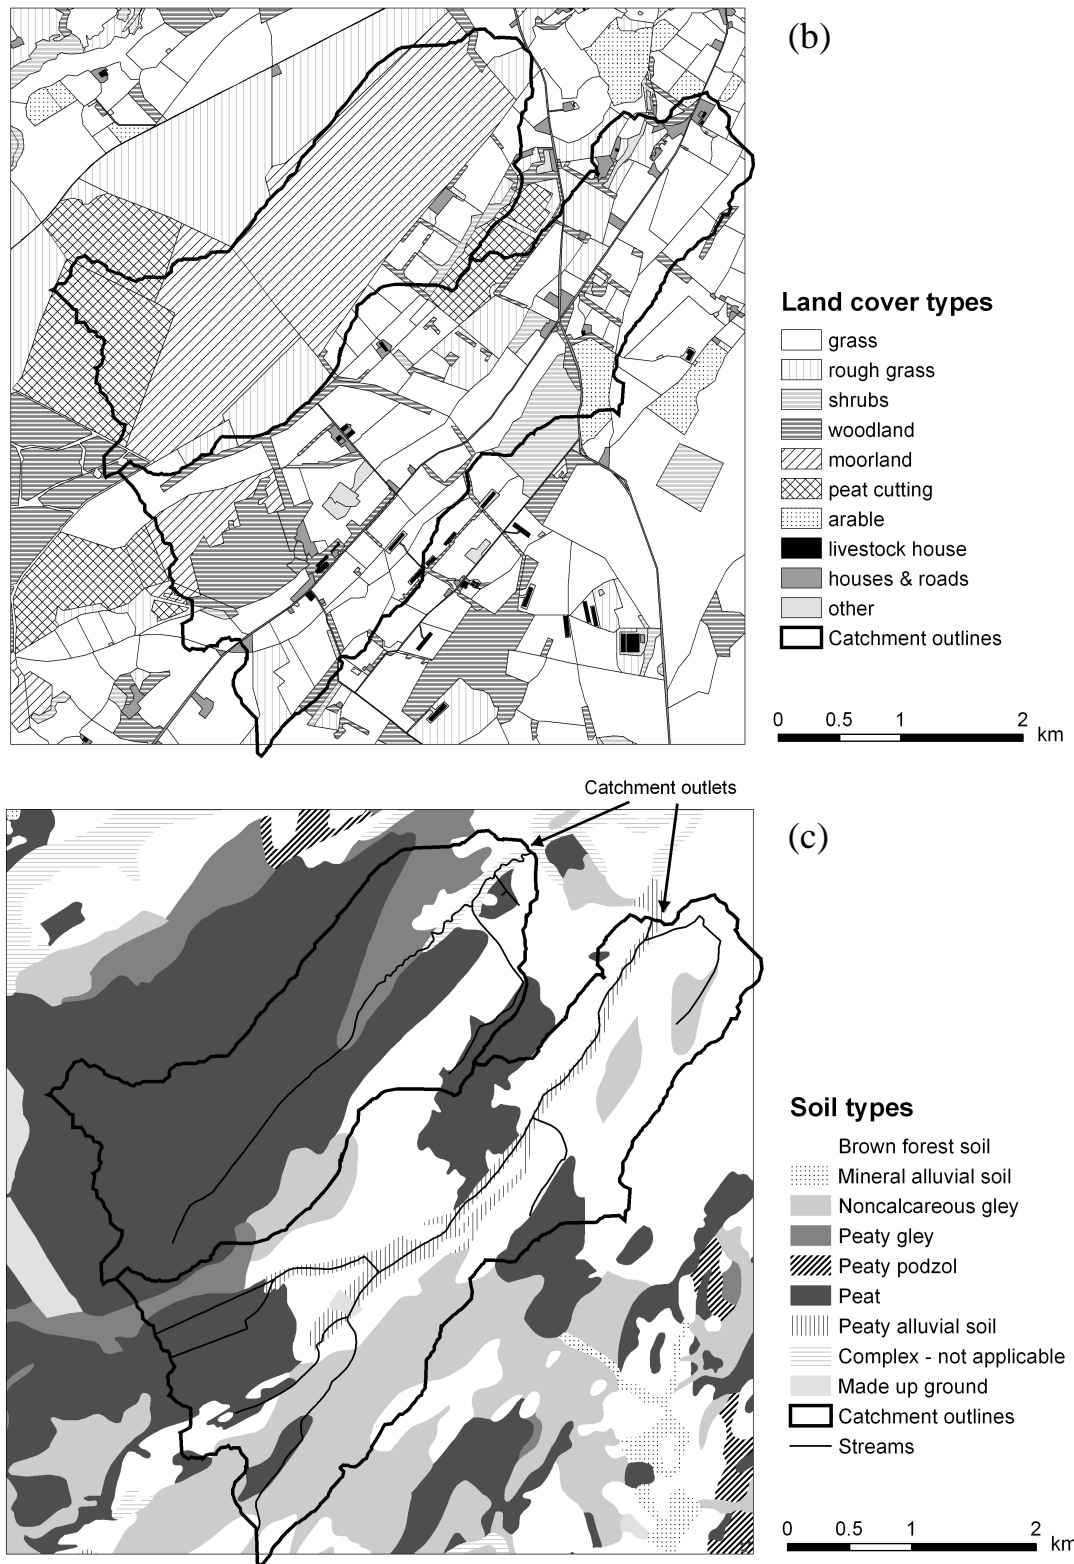 (b)
Land cover types
grass
rough grass
shrubs
woodland
moorland
peat cutting
arable
livestock house
houses & roads
other
Catchment outlines
0 0.5 1 2
km
Catchment outlets
(c)
Soil types
Brown forest soil
Mineral alluvial soil
Noncalcareous gley
Peaty gley
Peaty podzol
Peat
Peaty alluvial soil
Complex - not applicable
Made up ground
Catchment outlines
Streams
0 0.5 1 2
km